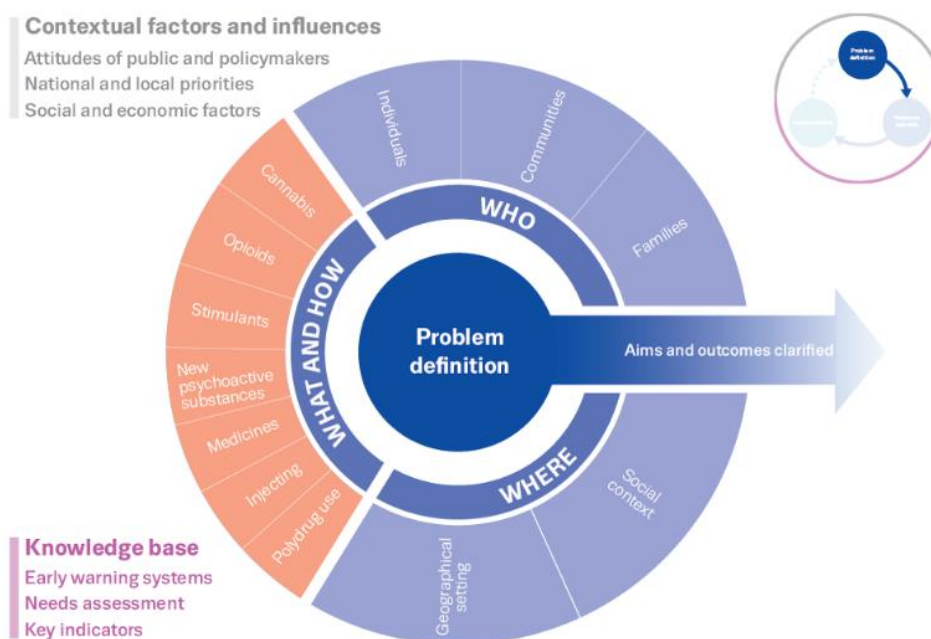 Contextual factors and influences
Attitudes of public and policymakers
National and local priorities
Social and economic factors
Problem
definition
WHO
Individuals
Communities
Families
WHAT AND HOW
Cannabis
Opioids
Stimulants
New
psychoactive
substances
Medicines
Injecting
Polydrug use
Problem
definition
Aims and outcomes clarified
WHERE
Geographical
setting
Social
context
Knowledge base
Early warning systems
Needs assessment
Key indicators